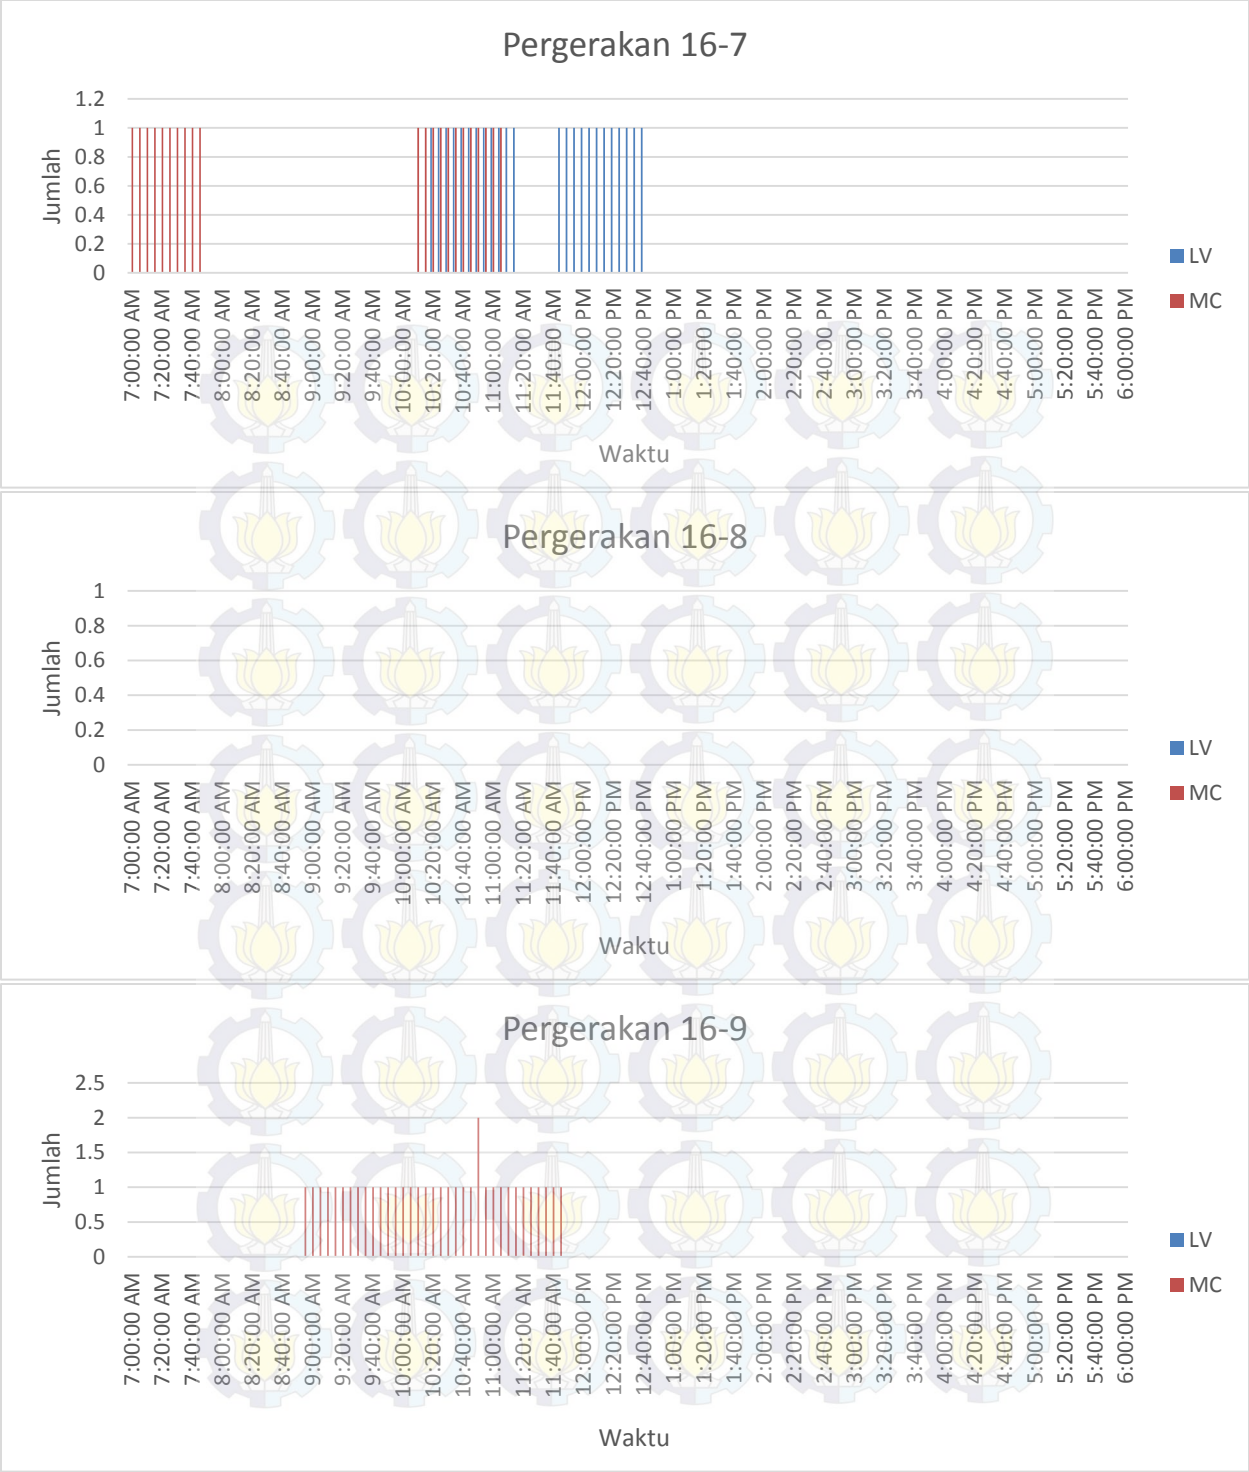 Pergerakan 16-7
1.2
1
0.8
0.6
0.4
0.2
0
Jumlah
7:00:00 AM
7:20:00 AM
7:40:00 AM
8:00:00 AM
8:20:00 AM
8:40:00 AM
9:00:00 AM
9:20:00 AM
9:40:00 AM
10:00:00 AM
10:20:00 AM
10:40:00 AM
11:00:00 AM
11:20:00 AM
11:40:00 AM
12:00:00 PM
12:20:00 PM
12:40:00 PM
1:00:00 PM
1:20:00 PM
1:40:00 PM
2:00:00 PM
2:20:00 PM
2:40:00 PM
3:00:00 PM
3:20:00 PM
3:40:00 PM
4:00:00 PM
4:20:00 PM
4:40:00 PM
5:00:00 PM
5:20:00 PM
5:40:00 PM
6:00:00 PM
Waktu
LV
MC
Pergerakan 16-8
1
0.8
0.6
0.4
0.2
0
Jumlah
7:00:00 AM
7:20:00 AM
7:40:00 AM
8:00:00 AM
8:20:00 AM
8:40:00 AM
9:00:00 AM
9:20:00 AM
9:40:00 AM
10:00:00 AM
10:20:00 AM
10:40:00 AM
11:00:00 AM
11:20:00 AM
11:40:00 AM
12:00:00 PM
12:20:00 PM
12:40:00 PM
1:00:00 PM
1:20:00 PM
1:40:00 PM
2:00:00 PM
2:20:00 PM
2:40:00 PM
3:00:00 PM
3:20:00 PM
3:40:00 PM
4:00:00 PM
4:20:00 PM
4:40:00 PM
5:00:00 PM
5:20:00 PM
5:40:00 PM
6:00:00 PM
Waktu
LV
MC
Pergerakan 16-9
2.5
2
1.5
1
0.5
0
Jumlah
7:00:00 AM
7:20:00 AM
7:40:00 AM
8:00:00 AM
8:20:00 AM
8:40:00 AM
9:00:00 AM
9:20:00 AM
9:40:00 AM
10:00:00 AM
10:20:00 AM
10:40:00 AM
11:00:00 AM
11:20:00 AM
11:40:00 AM
12:00:00 PM
12:20:00 PM
12:40:00 PM
1:00:00 PM
1:20:00 PM
1:40:00 PM
2:00:00 PM
2:20:00 PM
2:40:00 PM
3:00:00 PM
3:20:00 PM
3:40:00 PM
4:00:00 PM
4:20:00 PM
4:40:00 PM
5:00:00 PM
5:20:00 PM
5:40:00 PM
6:00:00 PM
Waktu
LV
MC